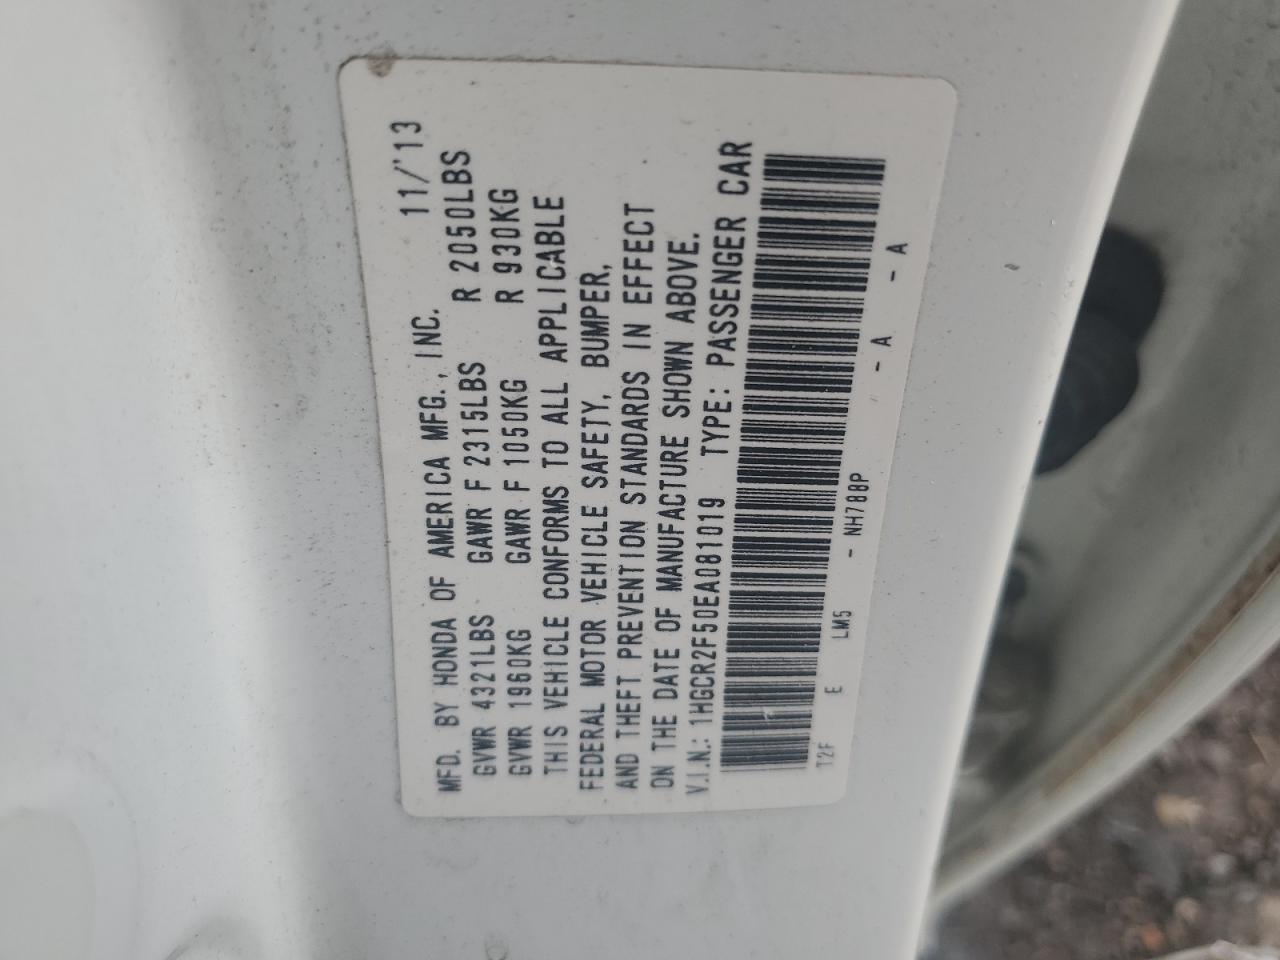 MFD. BY HONDA OF AMERICA MFG., INC. 11/'13
GVWR 4321LBS GAWR F 2315LBS R 2050LBS
GVWR 1960KG GAWR F 1050KG R 930KG
THIS VEHICLE CONFORMS TO ALL APPLICABLE
FEDERAL MOTOR VEHICLE SAFETY, BUMPER,
AND THEFT PREVENTION STANDARDS IN EFFECT
ON THE DATE OF MANUFACTURE SHOWN ABOVE.
V.I.N.: 1HGCR2F50EA081019 TYPE: PASSENGER CAR
T2F E LM5 - NH788P - A - A